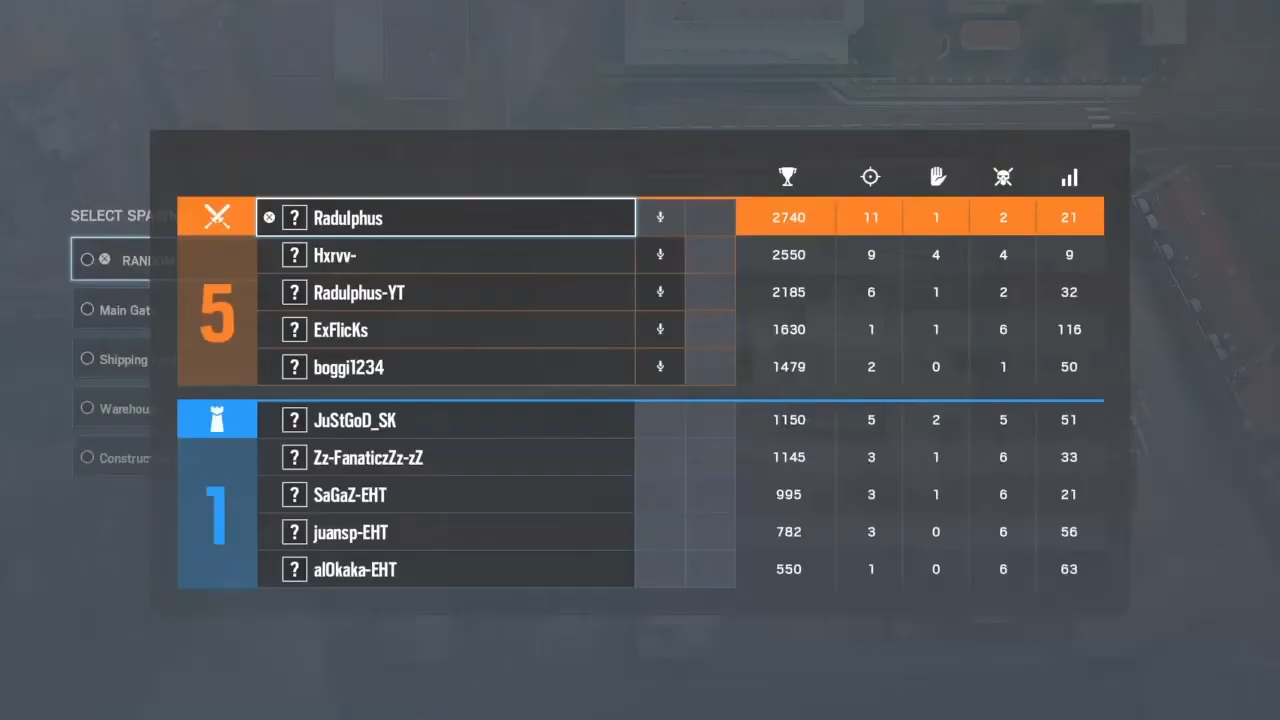 SELECT SPAWN
RANDOM
Main Gat
Shipping
Warehou
Construc
5
? Radulphus 2740 11 1 2 21
? Hxrvv- 2550 9 4 4 9
? Radulphus-YT 2185 6 1 2 32
? ExFlicKs 1630 1 1 6 116
? boggi1234 1479 2 0 1 50
1
? JuStGoD_SK 1150 5 2 5 51
? Zz-FanaticzZz-zZ 1145 3 1 6 33
? SaGaZ-EHT 995 3 1 6 21
? juansp-EHT 782 3 0 6 56
? al0kaka-EHT 550 1 0 6 63